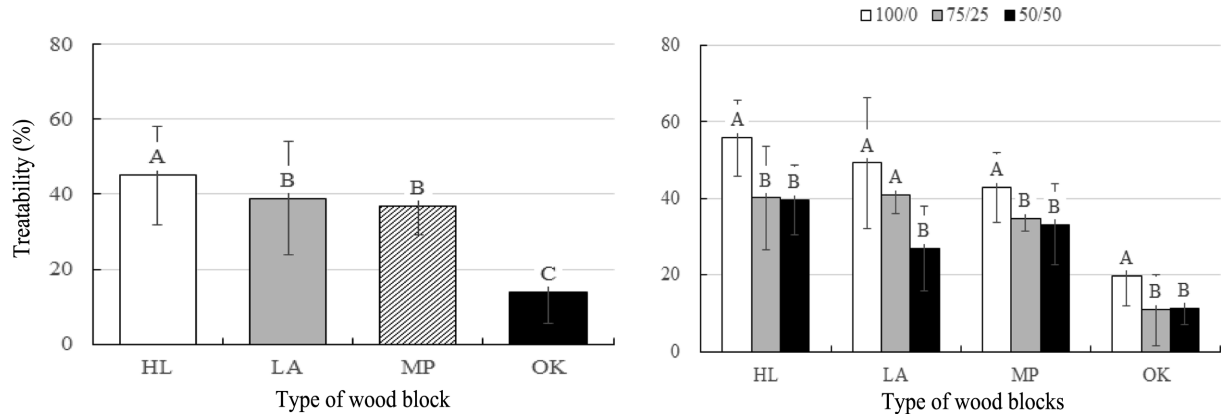 80
60
40
20
0
Treatability (%)
A
B
B
C
HL LA MP OK
Type of wood block
100/0 75/25 50/50
80
60
40
20
0
A
B
B
A
A
B
A
B
B
A
B
B
HL LA MP OK
Type of wood blocks